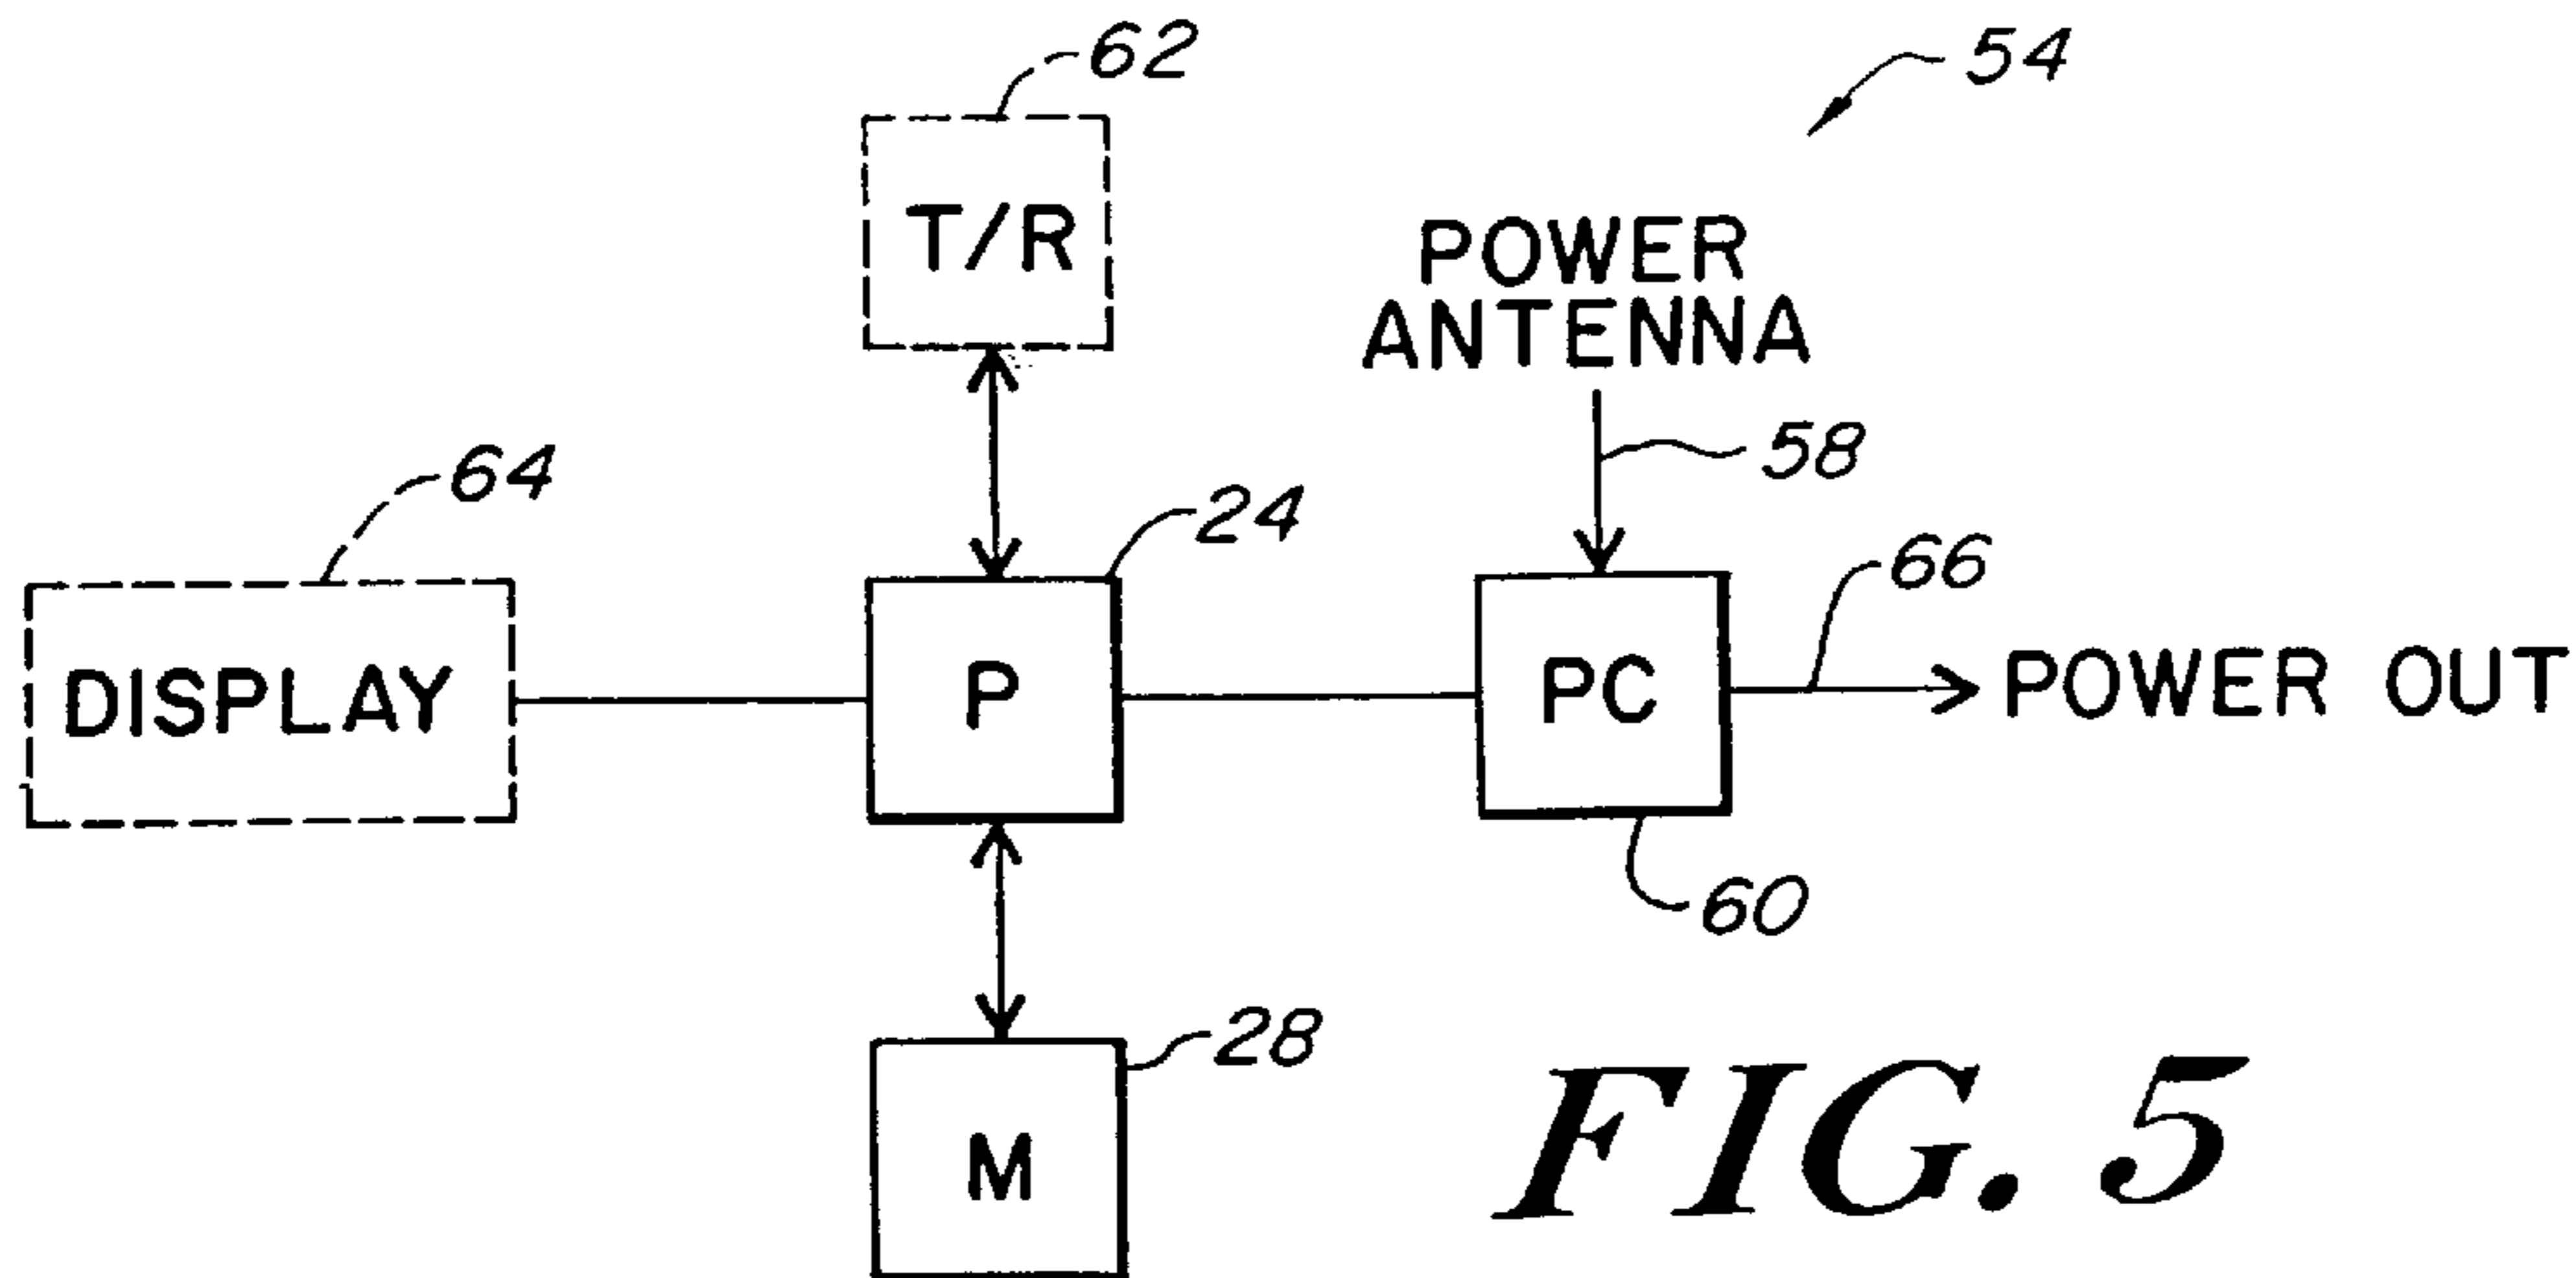 62
54
T/R
POWER
ANTENNA
64
58
24
66
DISPLAY
P
PC
POWER OUT
60
28
M
FIG. 5